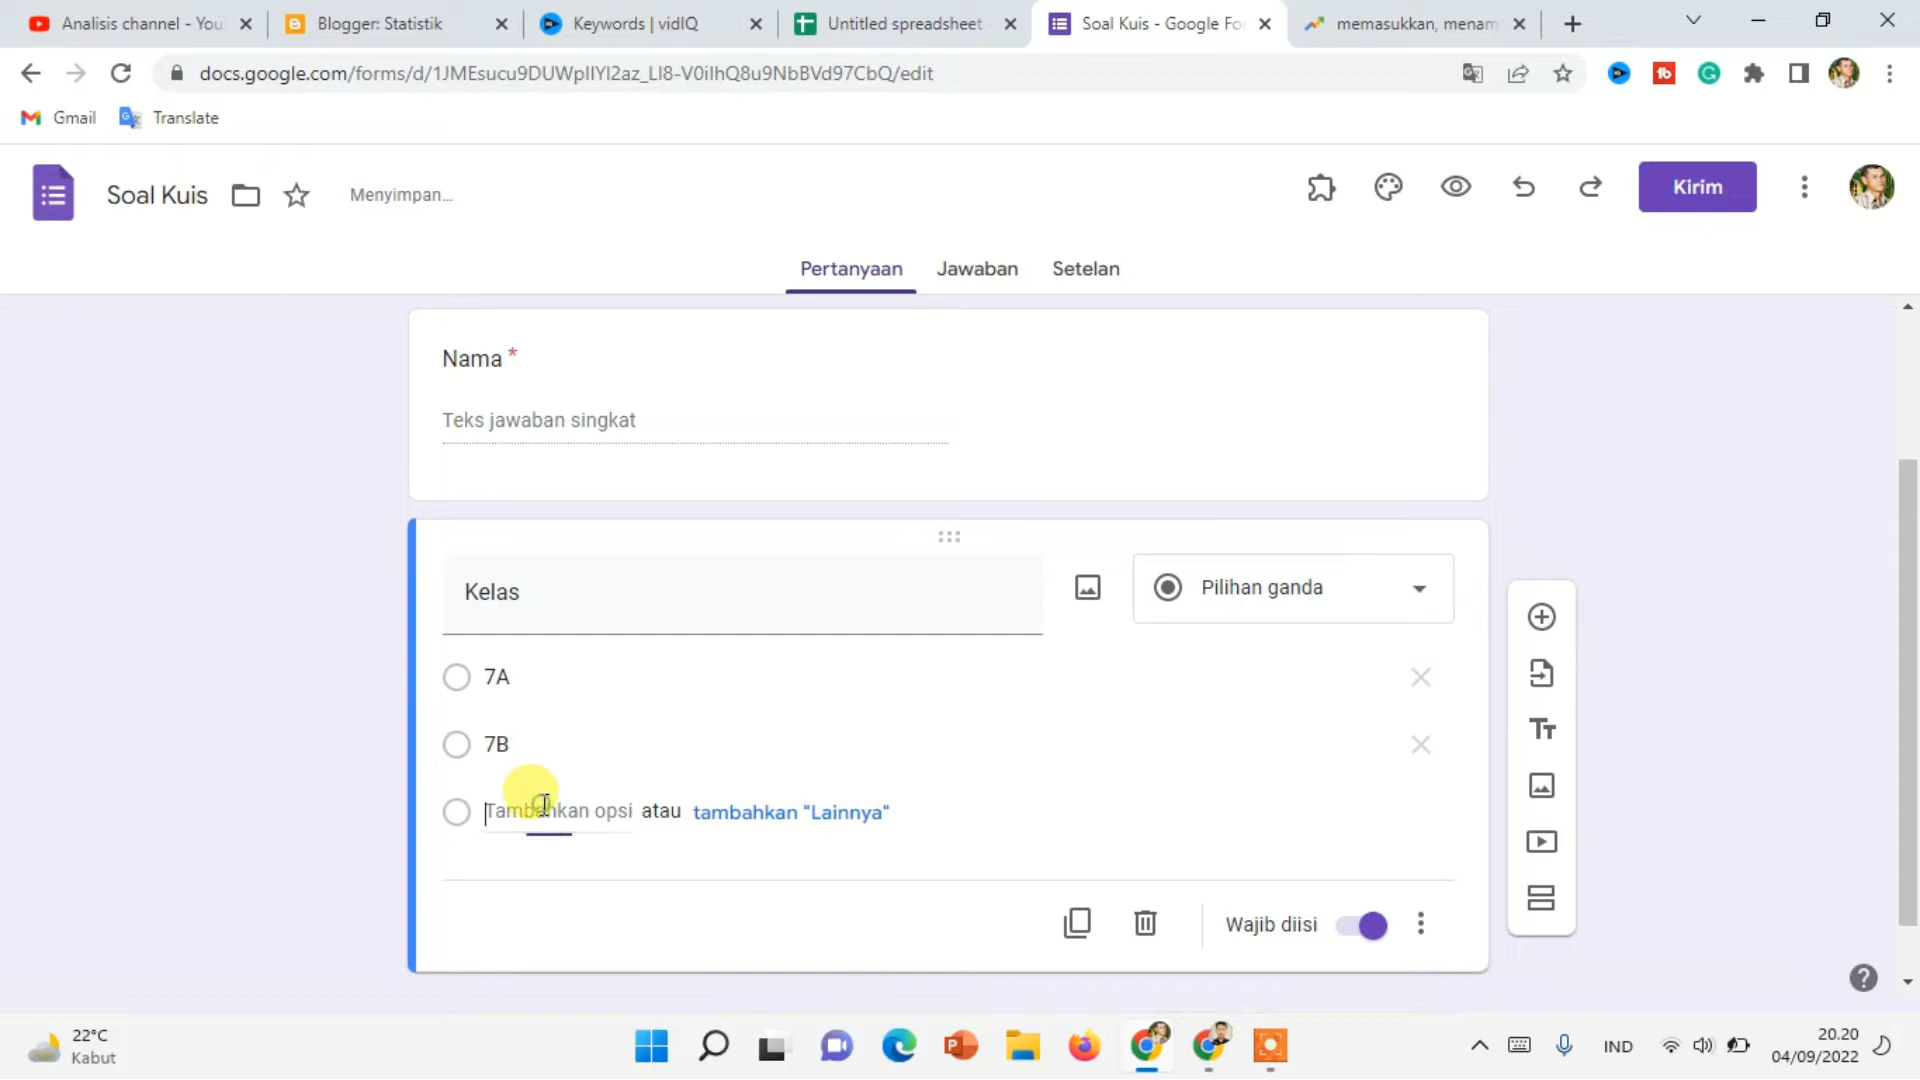 Analisis channel - You
Blogger: Statistik
Keywords | vidIQ
Untitled spreadsheet
Soal Kuis - Google Fo
memasukkan, menam
docs.google.com/forms/d/1JMEsucu9DUWpIlYl2az_LI8-V0iIhQ8u9NbBVd97CbQ/edit
Gmail
Translate
Soal Kuis
Menyimpan...
Kirim
Pertanyaan
Jawaban
Setelan
Nama *
Teks jawaban singkat
Kelas
Pilihan ganda
7A
7B
Tambahkan opsi atau tambahkan "Lainnya"
Wajib diisi
22°C
Kabut
IND
20.20
04/09/2022